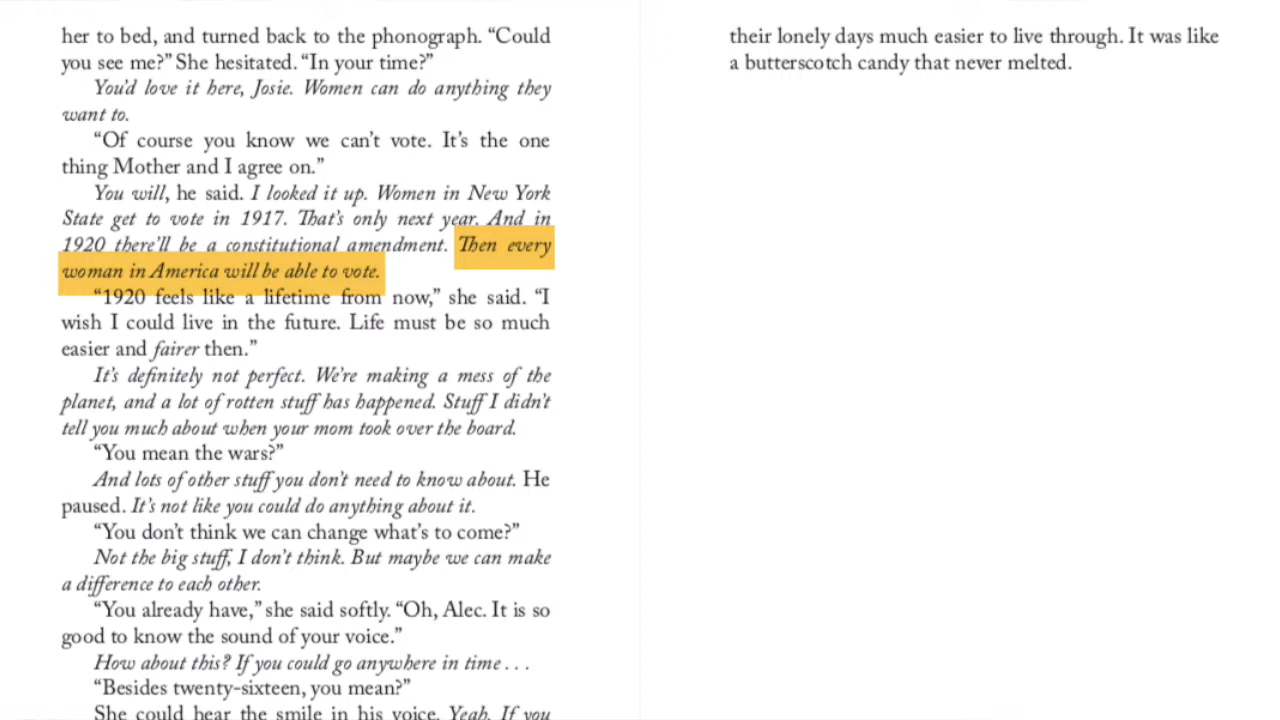 her to bed, and turned back to the phonograph. “Could
you see me?” She hesitated. “In your time?”
You’d love it here, Josie. Women can do anything they
want to.
“Of course you know we can’t vote. It’s the one
thing Mother and I agree on.”
You will, he said. I looked it up. Women in New York
State get to vote in 1917. That’s only next year. And in
1920 there’ll be a constitutional amendment. Then every
woman in America will be able to vote.
“1920 feels like a lifetime from now,” she said. “I
wish I could live in the future. Life must be so much
easier and fairer then.”
It’s definitely not perfect. We’re making a mess of the
planet, and a lot of rotten stuff has happened. Stuff I didn’t
tell you much about when your mom took over the board.
“You mean the wars?”
And lots of other stuff you don’t need to know about. He
paused. It’s not like you could do anything about it.
“You don’t think we can change what’s to come?”
Not the big stuff, I don’t think. But maybe we can make
a difference to each other.
“You already have,” she said softly. “Oh, Alec. It is so
good to know the sound of your voice.”
How about this? If you could go anywhere in time . . .
“Besides twenty-sixteen, you mean?”
She could hear the smile in his voice. Yeah. If you
their lonely days much easier to live through. It was like
a butterscotch candy that never melted.